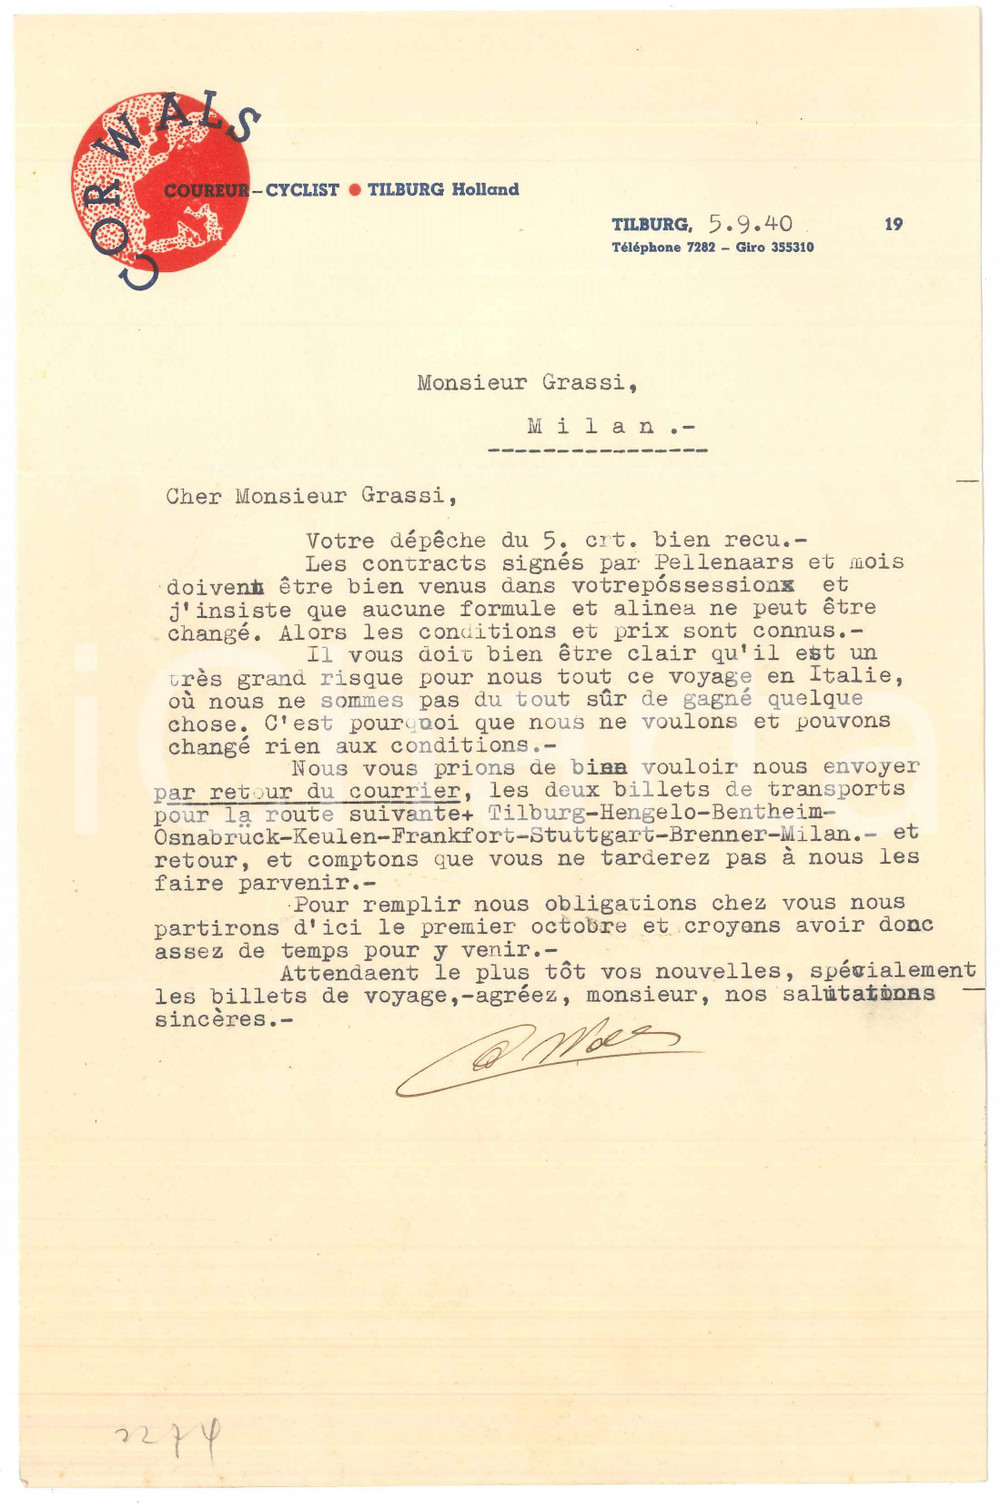 COR WALS
COUREUR-CYCLIST ● TILBURG Holland
TILBURG, 5.9.40 19
Téléphone 7282 - Giro 355310
Monsieur Grassi,
M i l a n .-
----------------
Cher Monsieur Grassi,
Votre dépêche du 5. crt. bien recu.-
Les contracts signés par Pellenaars et mois
doivent être bien venus dans votrepóssessionx et
j'insiste que aucune formule et alinea ne peut être
changé. Alors les conditions et prix sont connus.-
Il vous doit bien être clair qu'il est un
très grand risque pour nous tout ce voyage en Italie,
où nous ne sommes pas du tout sûr de gagné quelque
chose. C'est pourquoi que nous ne voulons et pouvons
changé rien aux conditions.-
Nous vous prions de bien vouloir nous envoyer
par retour du courrier, les deux billets de transports
pour la route suivante+ Tilburg-Hengelo-Bentheim-
Osnabrück-Keulen-Frankfort-Stuttgart-Brenner-Milan.- et
retour, et comptons que vous ne tarderez pas à nous les
faire parvenir.-
Pour remplir nous obligations chez vous nous
partirons d'ici le premier octobre et croyons avoir donc
assez de temps pour y venir.-
Attendaent le plus tôt vos nouvelles, spécialement
les billets de voyage,-agréez, monsieur, nos salutations
sincères.-
Cor Wals
2274
iCharta